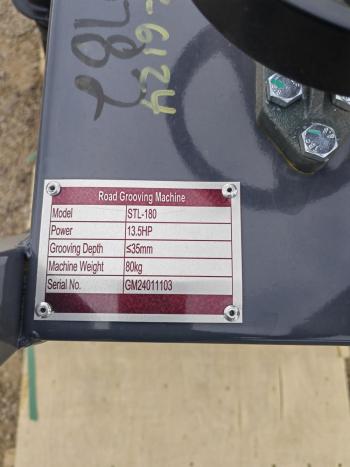 Road Grooving Machine
Model STL-180
Power 13.5HP
Grooving Depth ≤35mm
Machine Weight 80kg
Serial No. GM24011103